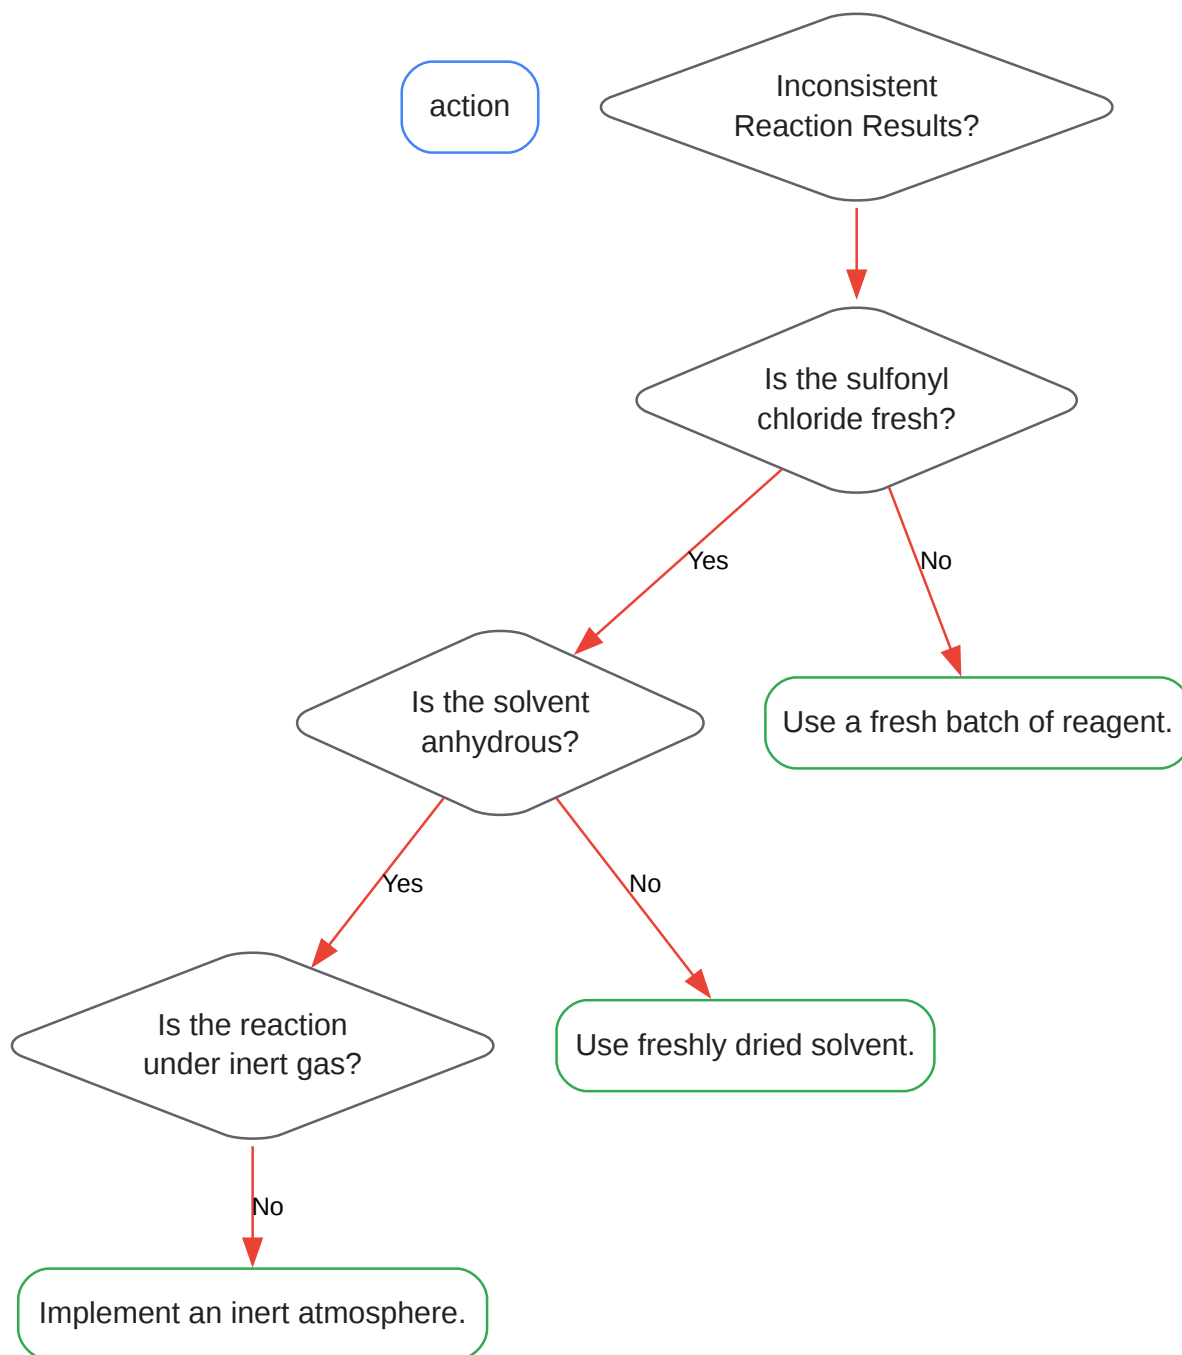 action
Inconsistent
Reaction Results?
Is the sulfonyl
chloride fresh?
Yes
No
Is the solvent
anhydrous?
Use a fresh batch of reagent.
Yes
No
Is the reaction
under inert gas?
Use freshly dried solvent.
No
Implement an inert atmosphere.